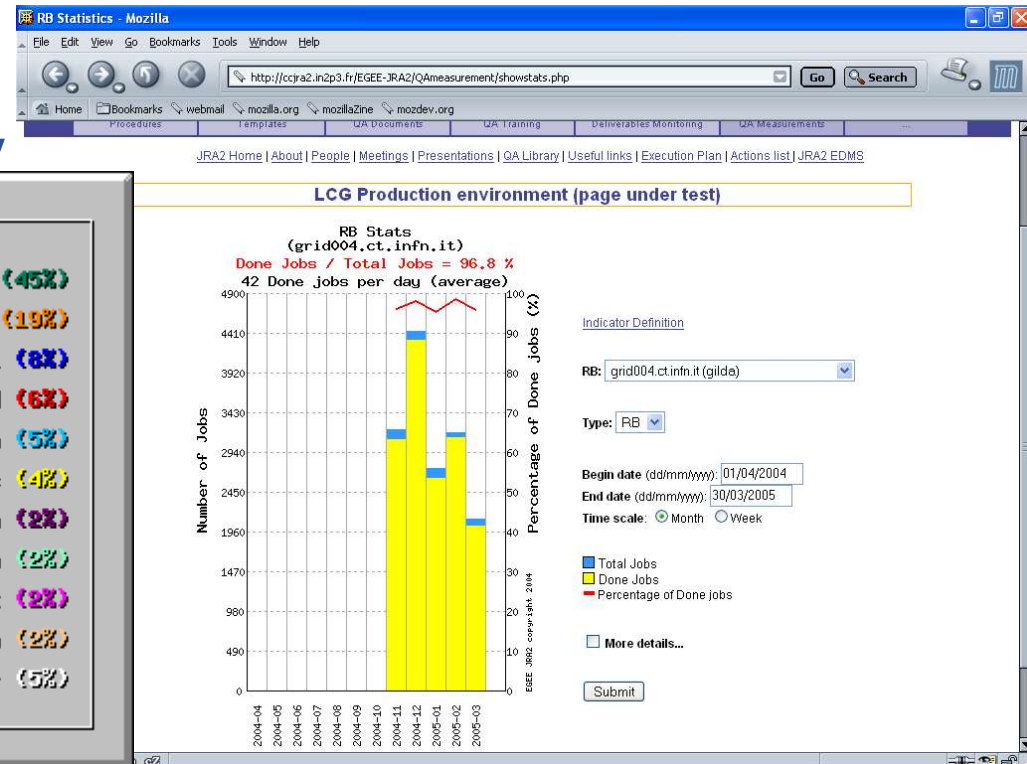 RB Statistics - Mozilla
File Edit View Go Bookmarks Tools Window Help
http://ccjra2.in2p3.fr/EGEE-JRA2/QAmeasurement/showstats.php
Go
Search
Home Bookmarks webmail mozilla.org mozillaZine mozdev.org
Procedures Templates QA Documents QA Training Deliverables Monitoring QA Measurements ...
JRA2 Home | About | People | Meetings | Presentations | QA Library | Useful links | Execution Plan | Actions list | JRA2 EDMS
LCG Production environment (page under test)
(45%)
(19%)
(8%)
(6%)
(5%)
(4%)
(2%)
(2%)
(2%)
(2%)
(5%)
RB Stats
(grid004.ct.infn.it)
Done Jobs / Total Jobs = 96.8 %
42 Done jobs per day (average)
Number of Jobs
4900
4410
3920
3430
2940
2450
1960
1470
980
490
0
100
90
80
70
60
50
40
30
20
10
0
Percentage of Done jobs (%)
EGEE JRA2 copyright 2004
2004-04
2004-05
2004-06
2004-07
2004-08
2004-09
2004-10
2004-11
2004-12
2005-01
2005-02
2005-03
Indicator Definition
RB: grid004.ct.infn.it (gilda)
Type: RB
Begin date (dd/mm/yyyy): 01/04/2004
End date (dd/mm/yyyy): 30/03/2005
Time scale: Month Week
Total Jobs
Done Jobs
Percentage of Done jobs
More details...
Submit